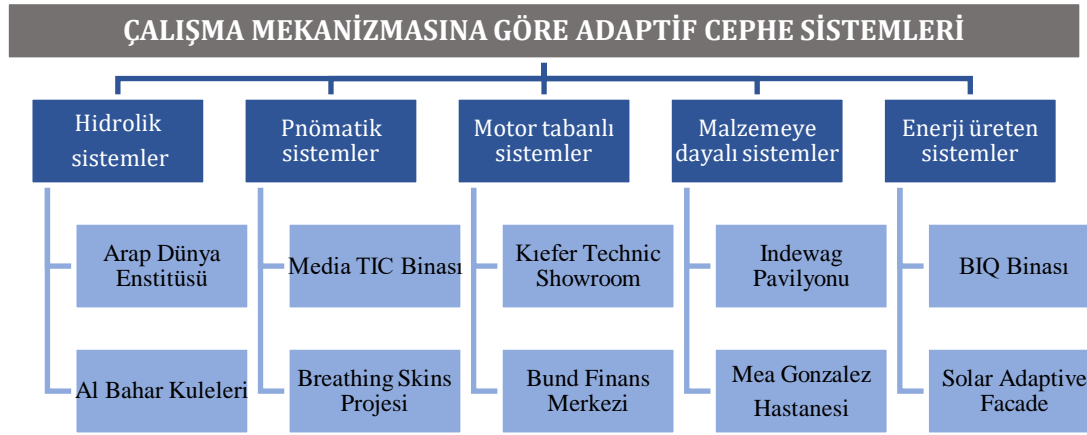 ÇALIŞMA MEKANİZMASINA GÖRE ADAPTİF CEPHE SİSTEMLERİ
Hidrolik
sistemler
Arap Dünya
Enstitüsü
Al Bahar Kuleleri
Pnömatik
sistemler
Media TIC Binası
Breathing Skins
Projesi
Motor tabanlı
sistemler
Kıefer Technic
Showroom
Bund Finans
Merkezi
Malzemeye
dayalı sistemler
Indewag
Pavilyonu
Mea Gonzalez
Hastanesi
Enerji üreten
sistemler
BIQ Binası
Solar Adaptive
Facade